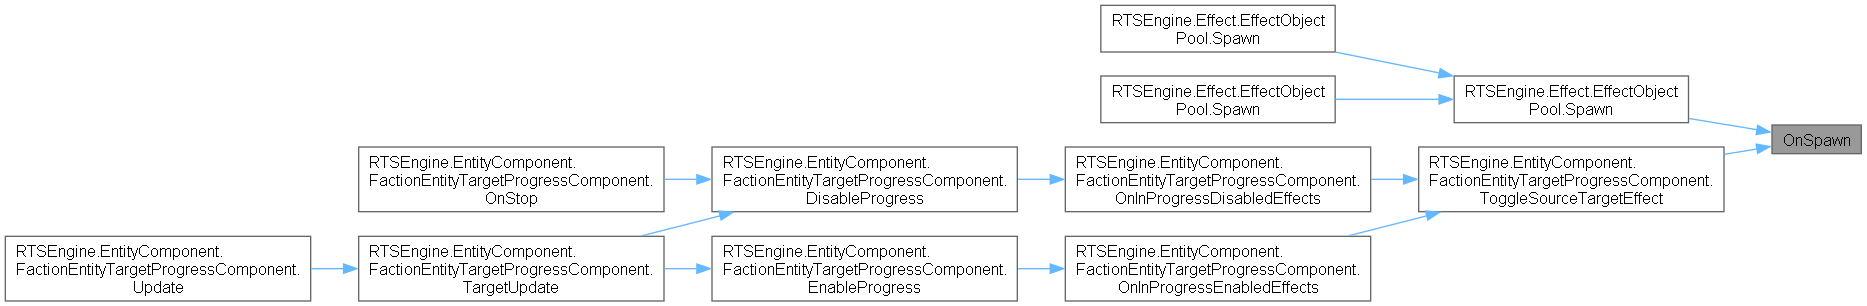 RTSEngine.Effect.EffectObject
Pool.Spawn
RTSEngine.Effect.EffectObject
Pool.Spawn
RTSEngine.Effect.EffectObject
Pool.Spawn
OnSpawn
RTSEngine.EntityComponent.
FactionEntityTargetProgressComponent.
OnStop
RTSEngine.EntityComponent.
FactionEntityTargetProgressComponent.
DisableProgress
RTSEngine.EntityComponent.
FactionEntityTargetProgressComponent.
OnInProgressDisabledEffects
RTSEngine.EntityComponent.
FactionEntityTargetProgressComponent.
ToggleSourceTargetEffect
RTSEngine.EntityComponent.
FactionEntityTargetProgressComponent.
Update
RTSEngine.EntityComponent.
FactionEntityTargetProgressComponent.
TargetUpdate
RTSEngine.EntityComponent.
FactionEntityTargetProgressComponent.
EnableProgress
RTSEngine.EntityComponent.
FactionEntityTargetProgressComponent.
OnInProgressEnabledEffects